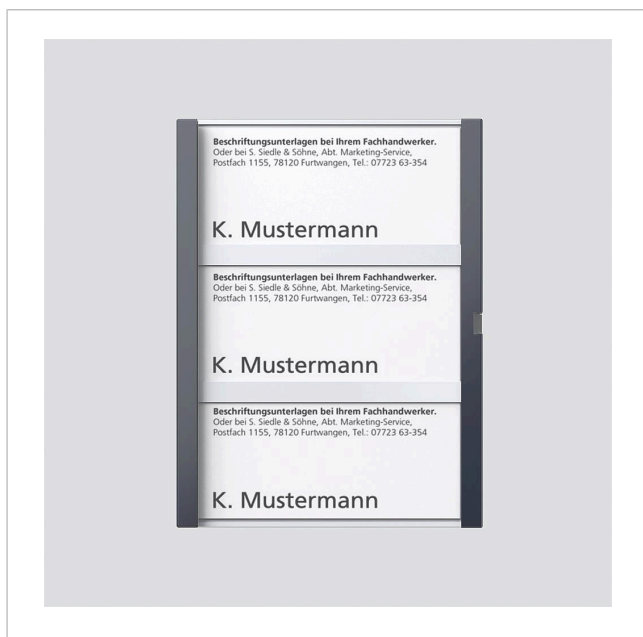 Beschriftungsunterlagen bei Ihrem Fachhandwerker.
Oder bei S. Siedle & Söhne, Abt. Marketing-Service,
Postfach 1155, 78120 Furtwangen, Tel.: 07723 63-354
K. Mustermann
Beschriftungsunterlagen bei Ihrem Fachhandwerker.
Oder bei S. Siedle & Söhne, Abt. Marketing-Service,
Postfach 1155, 78120 Furtwangen, Tel.: 07723 63-354
K. Mustermann
Beschriftungsunterlagen bei Ihrem Fachhandwerker.
Oder bei S. Siedle & Söhne, Abt. Marketing-Service,
Postfach 1155, 78120 Furtwangen, Tel.: 07723 63-354
K. Mustermann